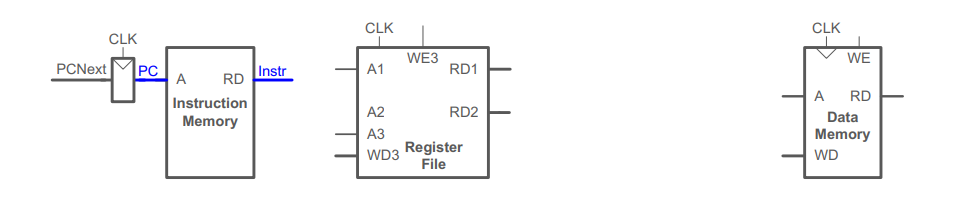 CLK
PCNext
PC
A
RD
Instr
Instruction
Memory
CLK
WE3
A1
RD1
A2
RD2
A3
WD3
Register
File
CLK
WE
A
RD
Data
Memory
WD